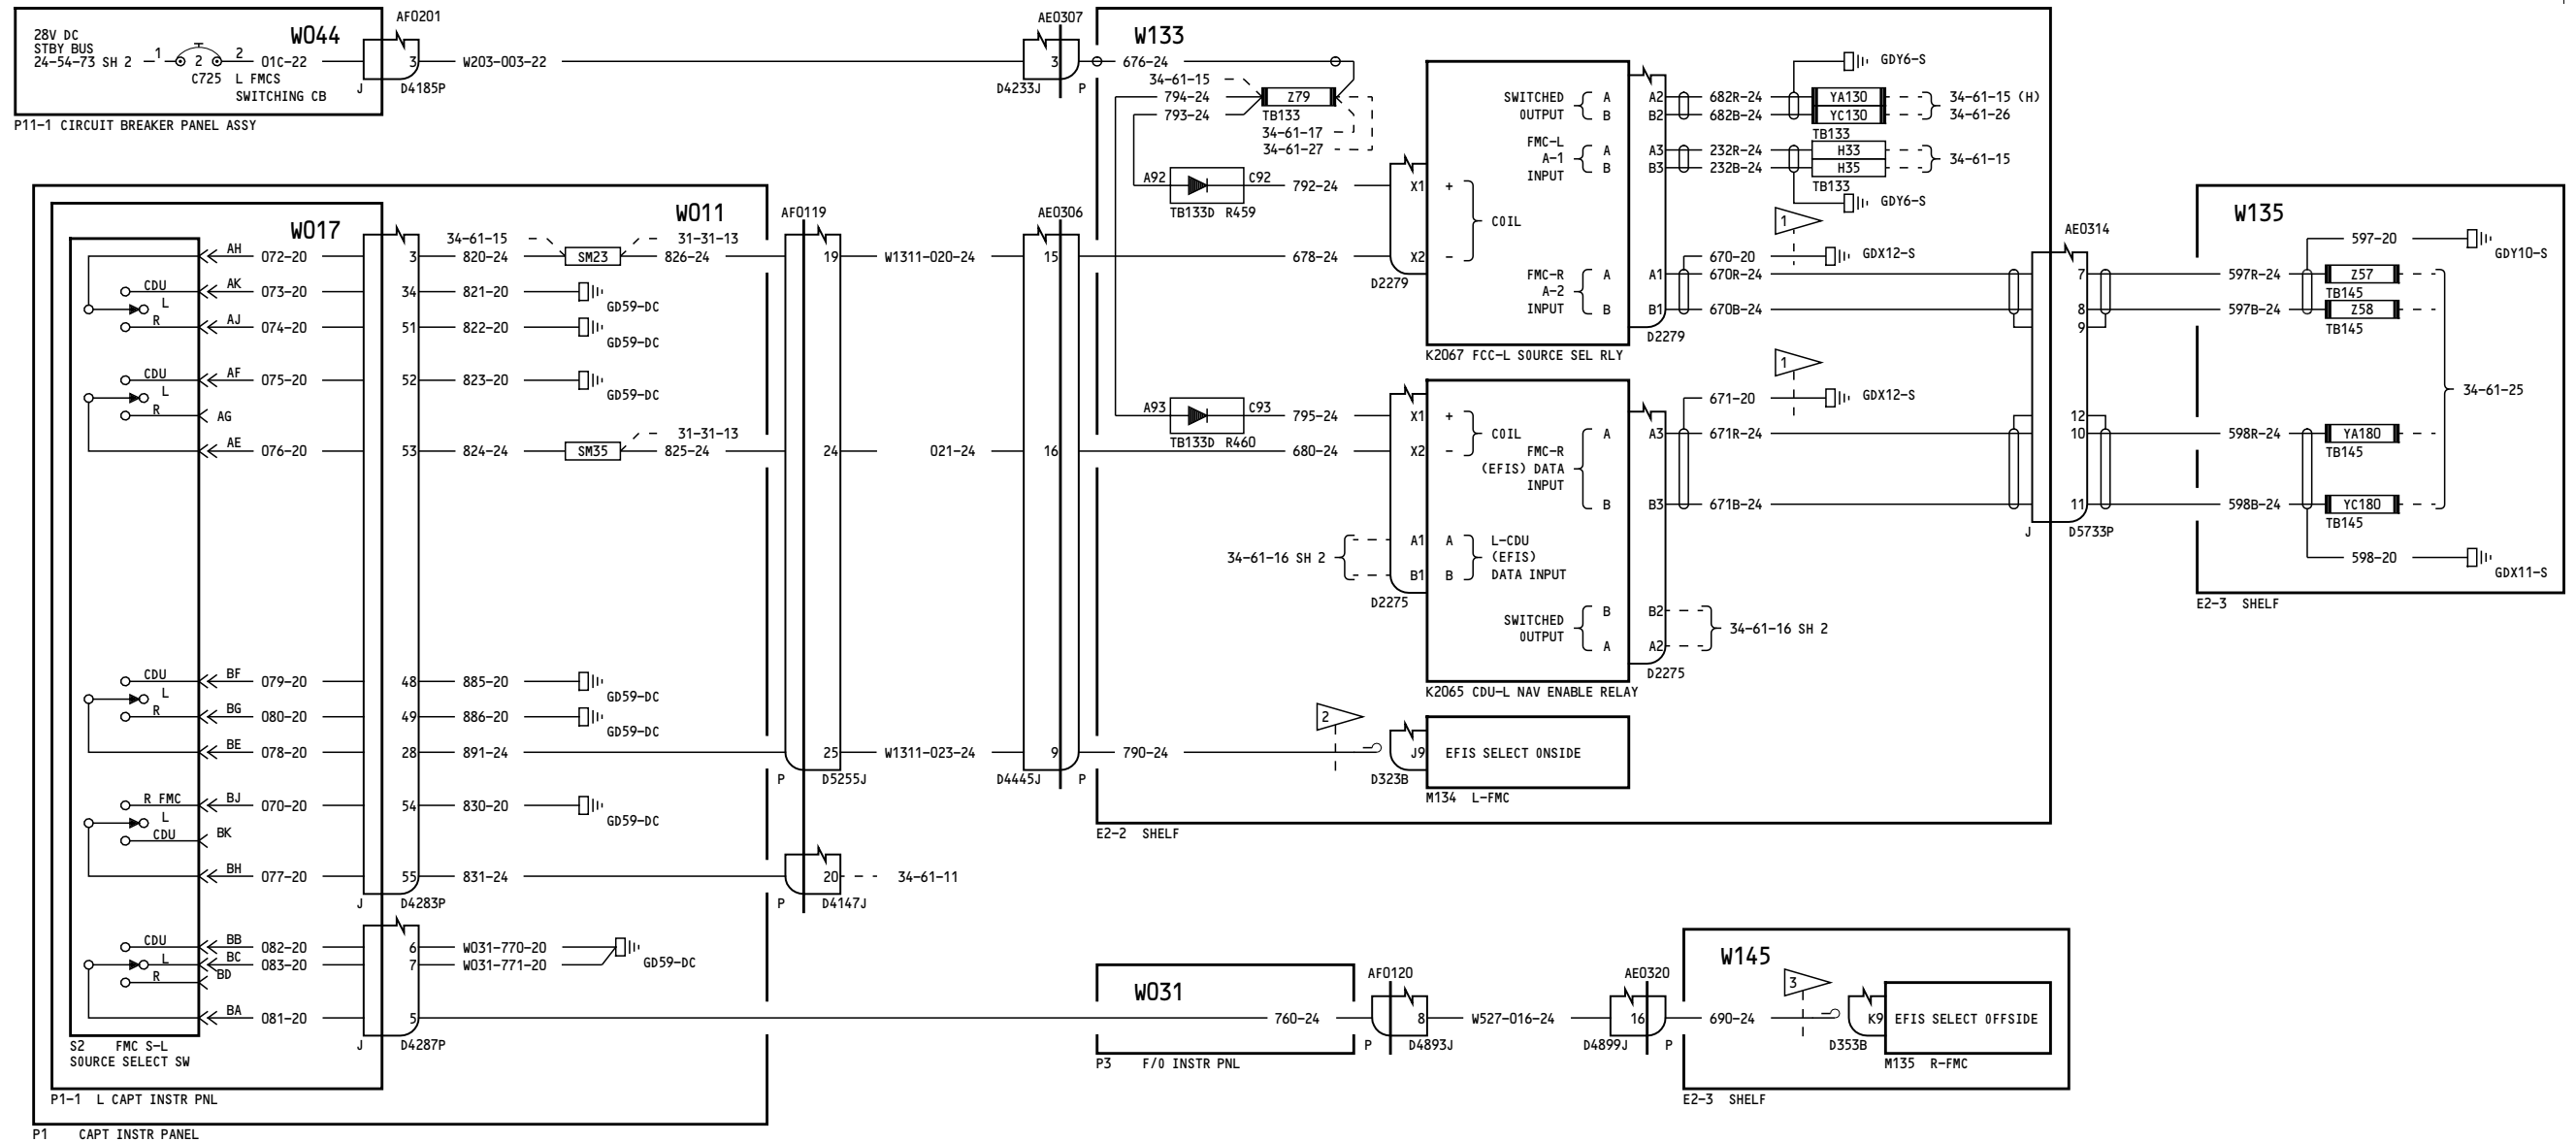 28V DC
STBY BUS
24-54-73 SH 2
1
2
2
C725
L FMCS
SWITCHING CB
01C-22
W044
J
AF0201
3
D4185P
W203-003-22
P11-1 CIRCUIT BREAKER PANEL ASSY
AE0307
3
D4233J
P
W133
676-24
34-61-15
794-24
793-24
Z79
TB133
34-61-17
34-61-27
A92
C92
792-24
TB133D R459
X1
+
COIL
X2
-
D2279
678-24
SWITCHED
OUTPUT
A
B
A2
B2
682R-24
682B-24
GDY6-S
YA130
YC130
TB133
34-61-15 (H)
34-61-26
FMC-L
A-1
INPUT
A
B
A3
B3
232R-24
232B-24
H33
H35
TB133
34-61-15
GDY6-S
1
FMC-R
A-2
INPUT
A
B
A1
B1
670-20
670R-24
670B-24
GDX12-S
D2279
K2067 FCC-L SOURCE SEL RLY
1
A93
C93
795-24
TB133D R460
680-24
X1
+
COIL
X2
-
FMC-R
(EFIS) DATA
INPUT
A
B
A3
B3
671-20
671R-24
671B-24
GDX12-S
34-61-16 SH 2
A1
A
B1
B
L-CDU
(EFIS)
DATA INPUT
D2275
SWITCHED
OUTPUT
B
A
B2
A2
34-61-16 SH 2
D2275
K2065 CDU-L NAV ENABLE RELAY
2
790-24
J9
EFIS SELECT ONSIDE
D323B
M134 L-FMC
E2-2 SHELF
AE0314
7
8
9
12
10
11
J
D5733P
W135
597-20
GDY10-S
597R-24
Z57
TB145
597B-24
Z58
TB145
34-61-25
598R-24
YA180
TB145
598B-24
YC180
TB145
598-20
GDX11-S
E2-3 SHELF
W017
W011
AH
072-20
3
34-61-15
820-24
SM23
31-31-13
826-24
CDU
L
R
AK
073-20
34
821-20
GD59-DC
AJ
074-20
51
822-20
GD59-DC
CDU
L
R
AF
075-20
52
823-20
GD59-DC
AG
AE
076-20
53
824-24
SM35
31-31-13
825-24
CDU
L
R
BF
079-20
48
885-20
GD59-DC
BG
080-20
49
886-20
GD59-DC
BE
078-20
28
891-24
R FMC
L
CDU
BJ
070-20
54
830-20
GD59-DC
BK
BH
077-20
55
831-24
J
D4283P
CDU
L
R
BB
082-20
6
W031-770-20
BC
083-20
7
W031-771-20
GD59-DC
BD
BA
081-20
5
J
D4287P
S2 FMC S-L
SOURCE SELECT SW
P1-1 L CAPT INSTR PNL
P1 CAPT INSTR PANEL
AF0119
19
W1311-020-24
24
021-24
25
W1311-023-24
P
D5255J
20
34-61-11
P
D4147J
AE0306
15
16
9
D4445J
P
W031
760-24
P3 F/O INSTR PNL
AF0120
8
P
D4893J
W527-016-24
AE0320
16
D4899J
P
W145
690-24
3
K9
EFIS SELECT OFFSIDE
D353B
M135 R-FMC
E2-3 SHELF